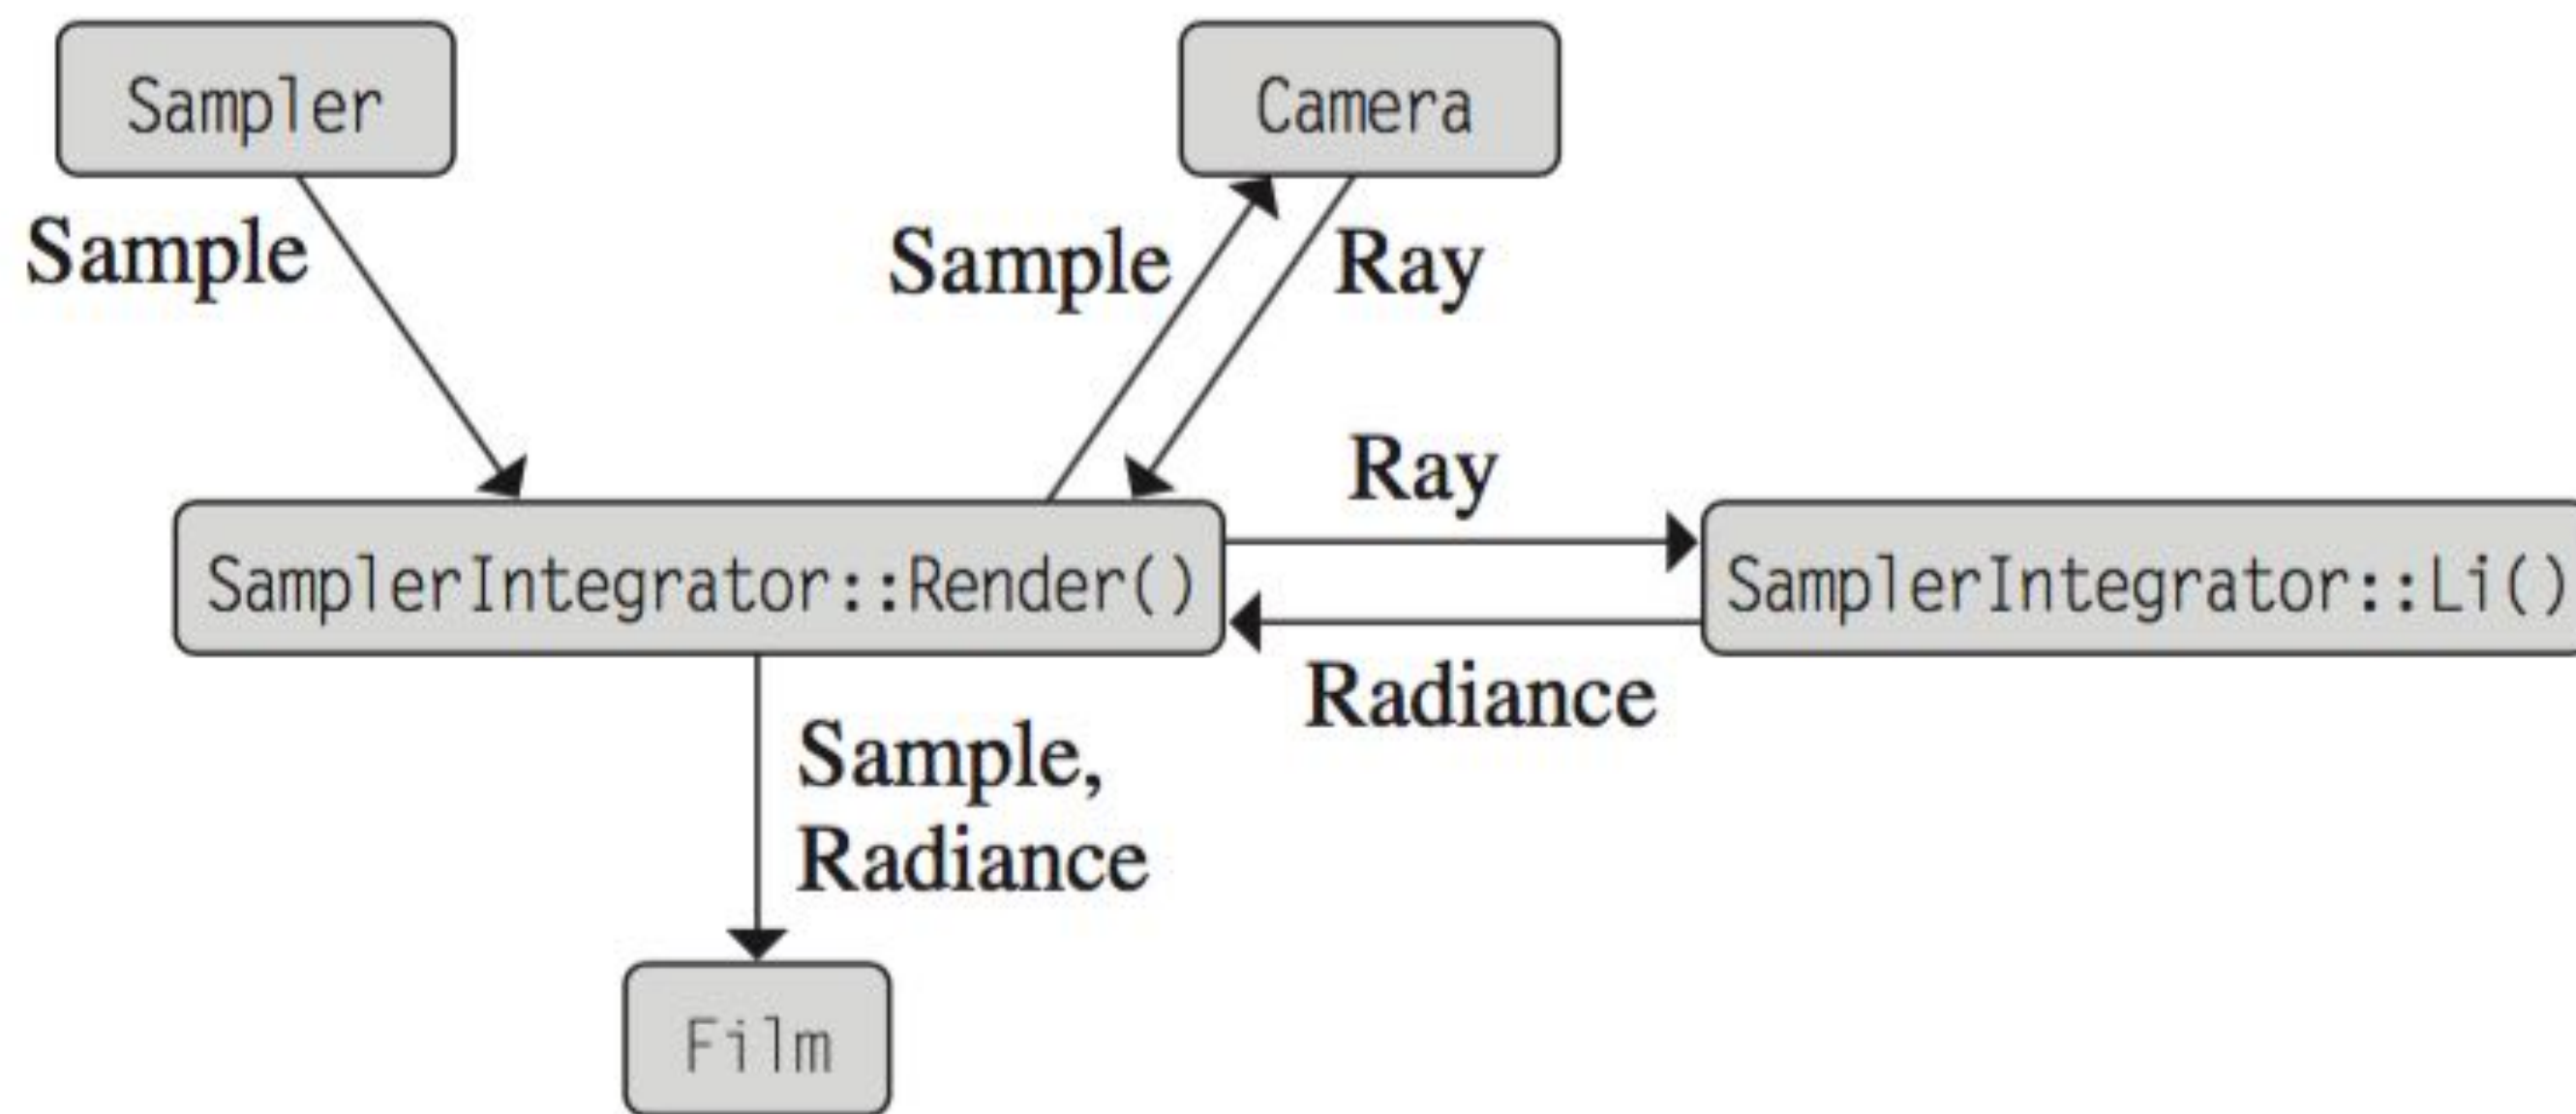 Sampler
Camera
Sample
Sample
Ray
Ray
SamplerIntegrator::Render()
SamplerIntegrator::Li()
Radiance
Sample,
Radiance
Film